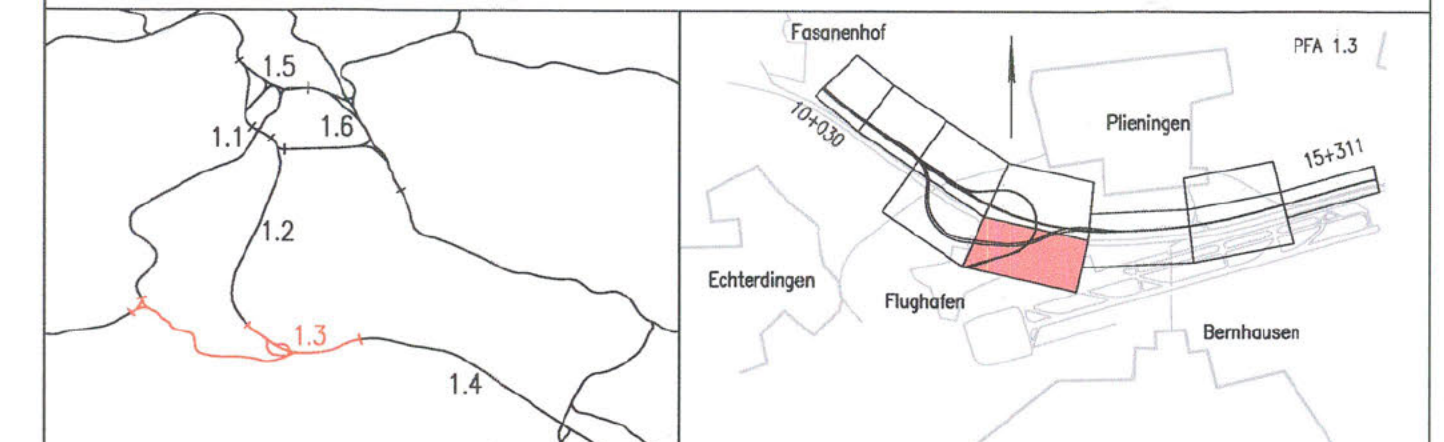 1.5
1.1
1.6
1.2
1.3
1.4
Fasanenhof
PFA 1.3
10+030
Plieningen
15+311
Echterdingen
Flughafen
Bernhausen